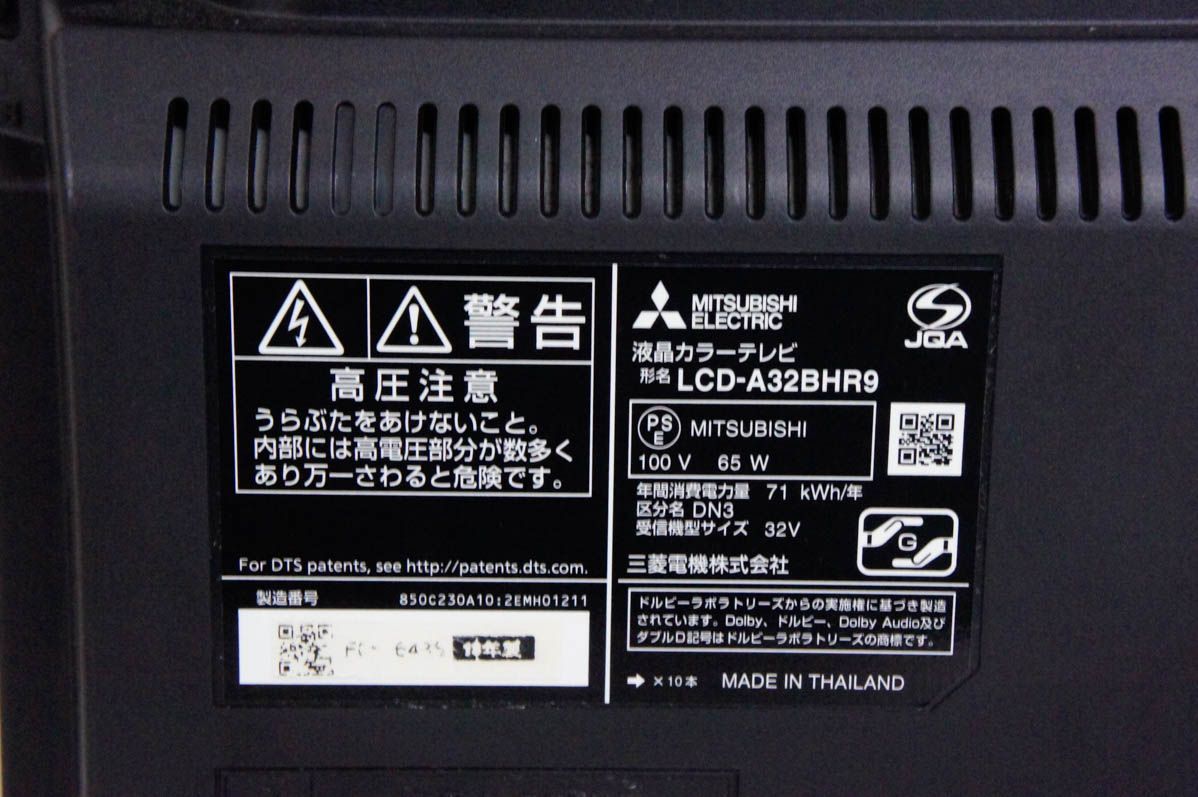 警告
高圧注意
うらぶたをあけないこと。
内部には高電圧部分が数多く
あり万一さわると危険です。
For DTS patents, see http://patents.dts.com.
製造番号 850C230A10:2EMH01211
18年製
MITSUBISHI
ELECTRIC
JQA
液晶カラーテレビ
形名 LCD-A32BHR9
PS
E
MITSUBISHI
100 V 65 W
年間消費電力量 71 kWh/年
区分名 DN3
受信機型サイズ 32V
G
三菱電機株式会社
ドルビーラボラトリーズからの実施権に基づき製造
されています。Dolby、ドルビー、Dolby Audio及び
ダブルD記号はドルビーラボラトリーズの商標です。
➡ ×10本 MADE IN THAILAND